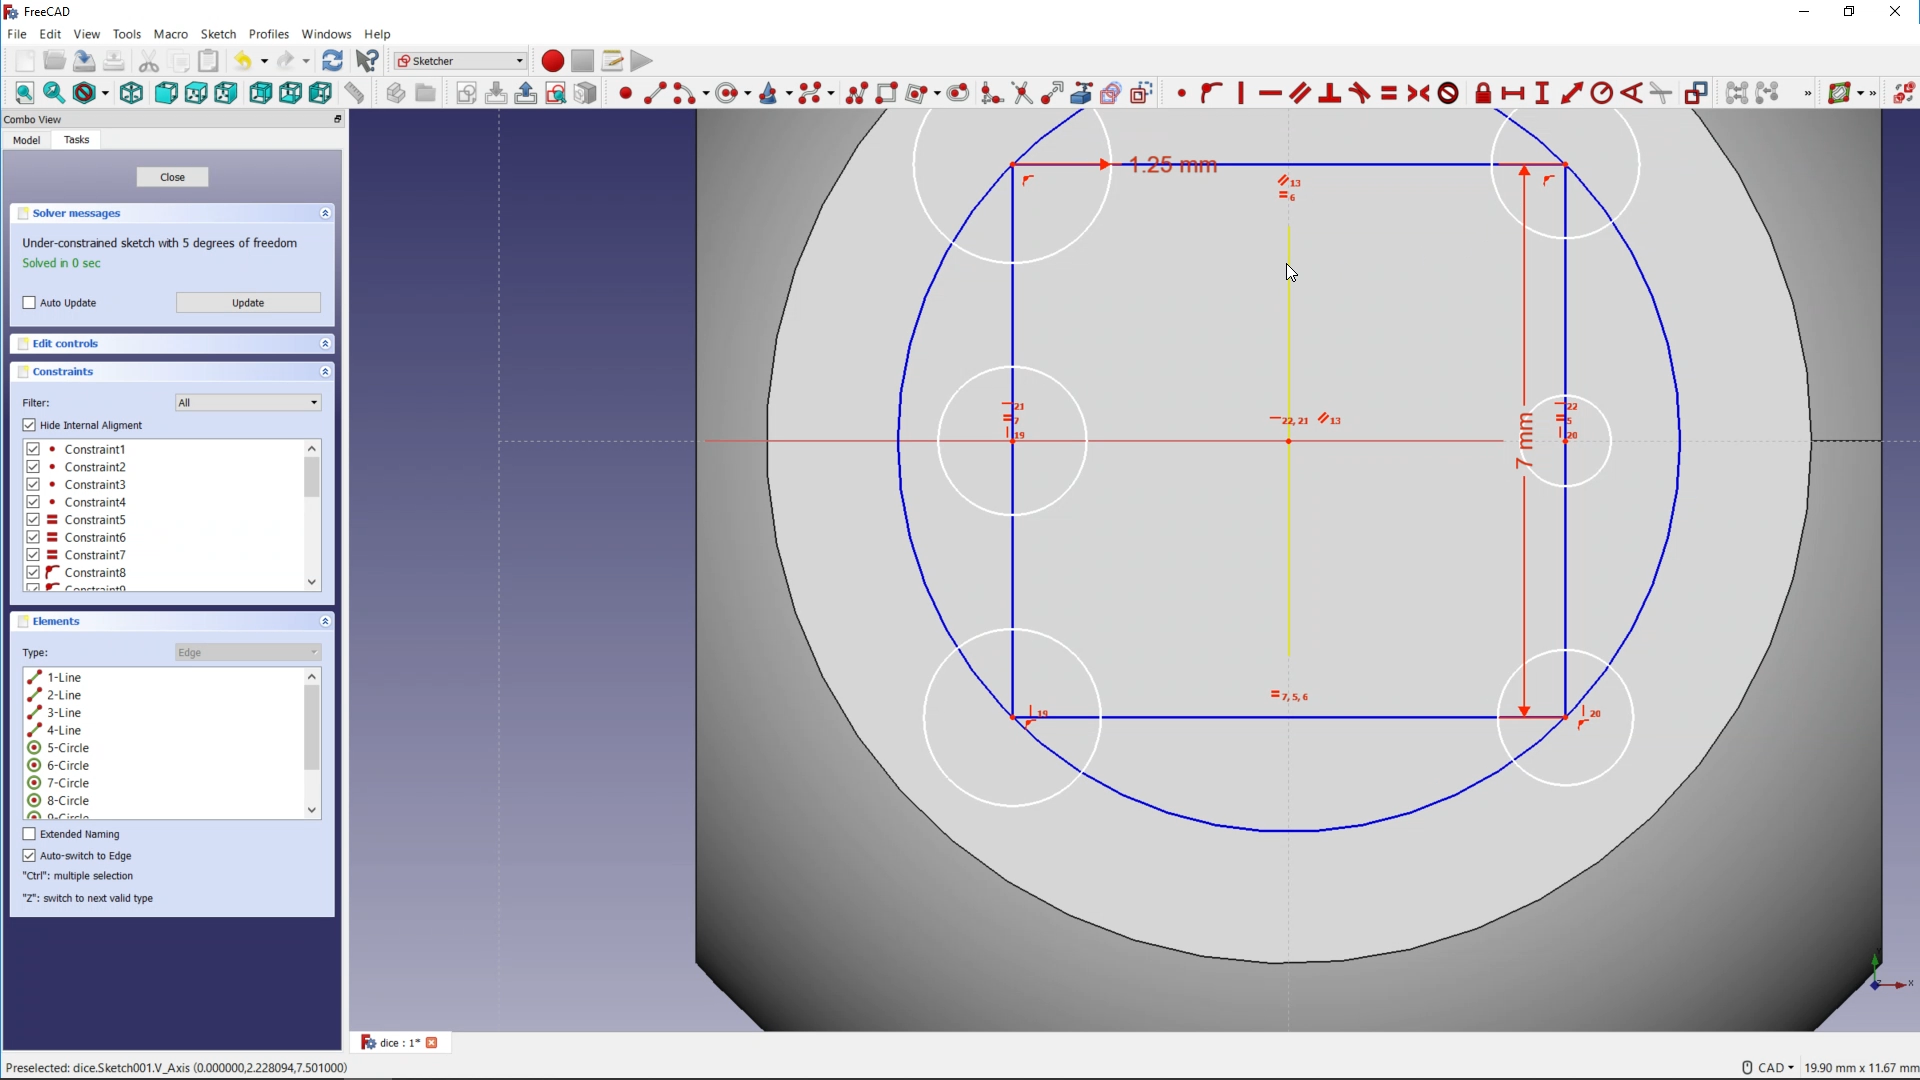 FreeCAD
File Edit View Tools Macro Sketch Profiles Windows Help
Sketcher
Combo View
Model Tasks
Close
Solver messages
Under-constrained sketch with 5 degrees of freedom
Solved in 0 sec
Auto Update Update
Edit controls
Constraints
Filter: All
Hide Internal Aligment
Constraint1
Constraint2
Constraint3
Constraint4
Constraint5
Constraint6
Constraint7
Constraint8
Constraint9
Elements
Type: Edge
1-Line
2-Line
3-Line
4-Line
5-Circle
6-Circle
7-Circle
8-Circle
9-Circle
Extended Naming
Auto-switch to Edge
"Ctrl": multiple selection
"Z": switch to next valid type
1.25 mm
13
6
21
7
19
22, 21 13
22
5
20
7 mm
7, 5, 6
19
20
X
dice : 1*
Preselected: dice.Sketch001.V_Axis (0.000000,2.228094,7.501000)
CAD 19.90 mm x 11.67 mm